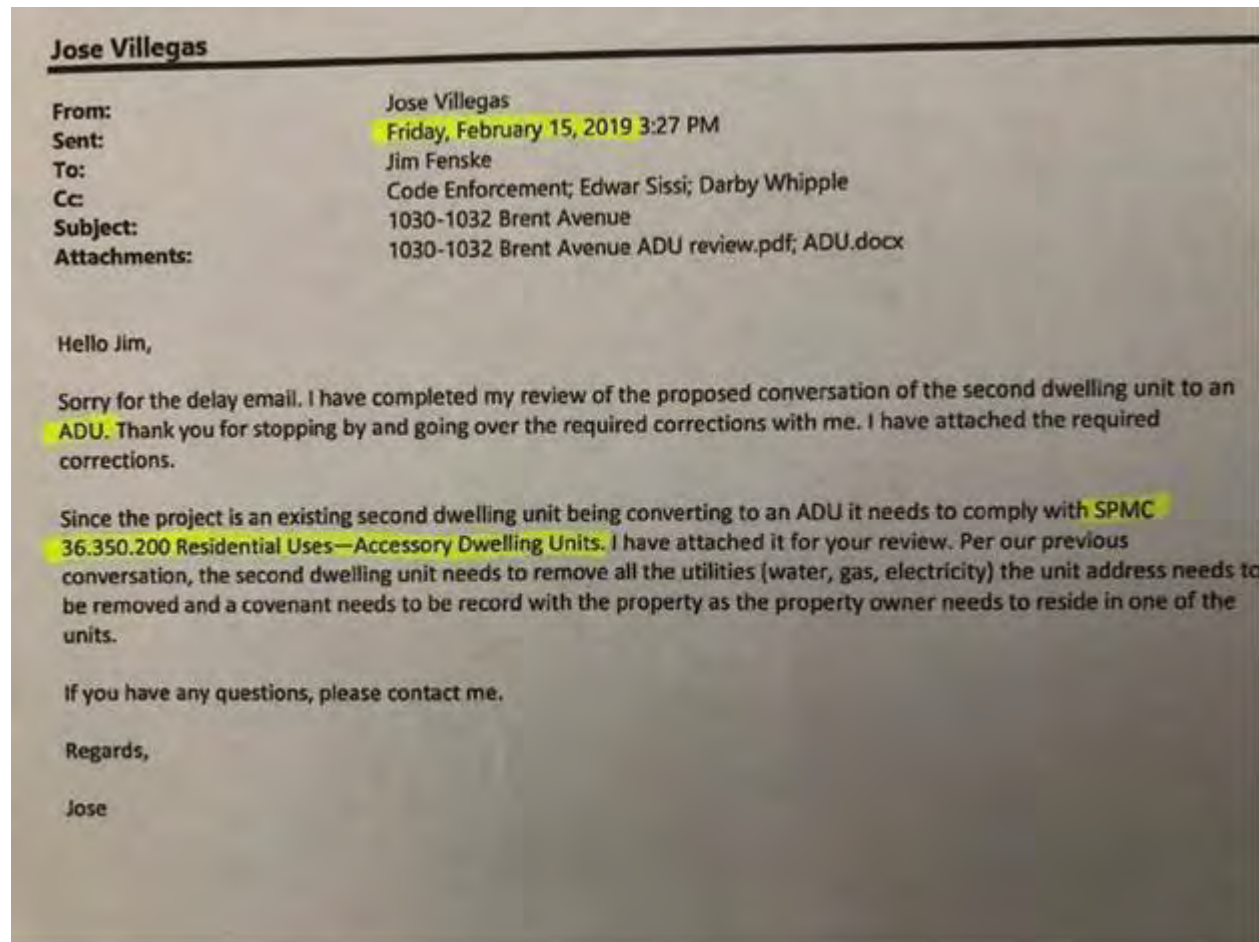 Jose Villegas
From: Jose Villegas
Sent: Friday, February 15, 2019 3:27 PM
To: Jim Fenske
Cc: Code Enforcement; Edwar Sissi; Darby Whipple
Subject: 1030-1032 Brent Avenue
Attachments: 1030-1032 Brent Avenue ADU review.pdf; ADU.docx
Hello Jim,
Sorry for the delay email. I have completed my review of the proposed conversation of the second dwelling unit to an
ADU. Thank you for stopping by and going over the required corrections with me. I have attached the required
corrections.
Since the project is an existing second dwelling unit being converting to an ADU it needs to comply with SPMC
36.350.200 Residential Uses—Accessory Dwelling Units. I have attached it for your review. Per our previous
conversation, the second dwelling unit needs to remove all the utilities (water, gas, electricity) the unit address needs to
be removed and a covenant needs to be record with the property as the property owner needs to reside in one of the
units.
If you have any questions, please contact me.
Regards,
Jose